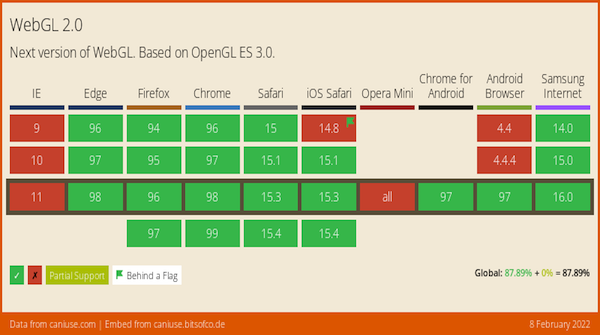 WebGL 2.0
Next version of WebGL. Based on OpenGL ES 3.0.
IE Edge Firefox Chrome Safari iOS Safari Opera Mini Chrome for Android Android Browser Samsung Internet
9 96 94 96 15 14.8 4.4 14.0
10 97 95 97 15.1 15.1 4.4.4 15.0
11 98 96 98 15.3 15.3 all 97 97 16.0
97 99 15.4 15.4
✓ ✗ Partial Support Behind a Flag Global: 87.89% + 0% = 87.89%
Data from caniuse.com | Embed from caniuse.bitsofco.de 8 February 2022